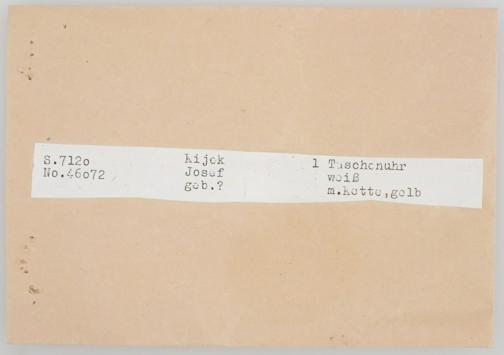 S.712o Kijek 1 Taschenuhr
No.46o72 Josef weiß
geb.? m.Kette,gelb